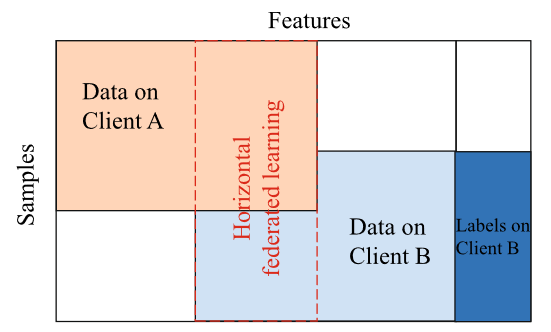 Features
Samples
Data on
Client A
Horizontal
federated learning
Data on
Client B
Labels on
Client B